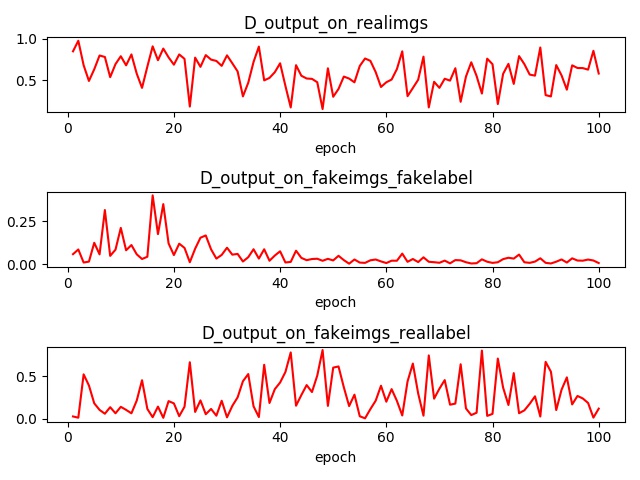 D_output_on_realimgs
1.0
0.5
0 20 40 60 80 100
epoch
D_output_on_fakeimgs_fakelabel
0.25
0.00
0 20 40 60 80 100
epoch
D_output_on_fakeimgs_reallabel
0.5
0.0
0 20 40 60 80 100
epoch